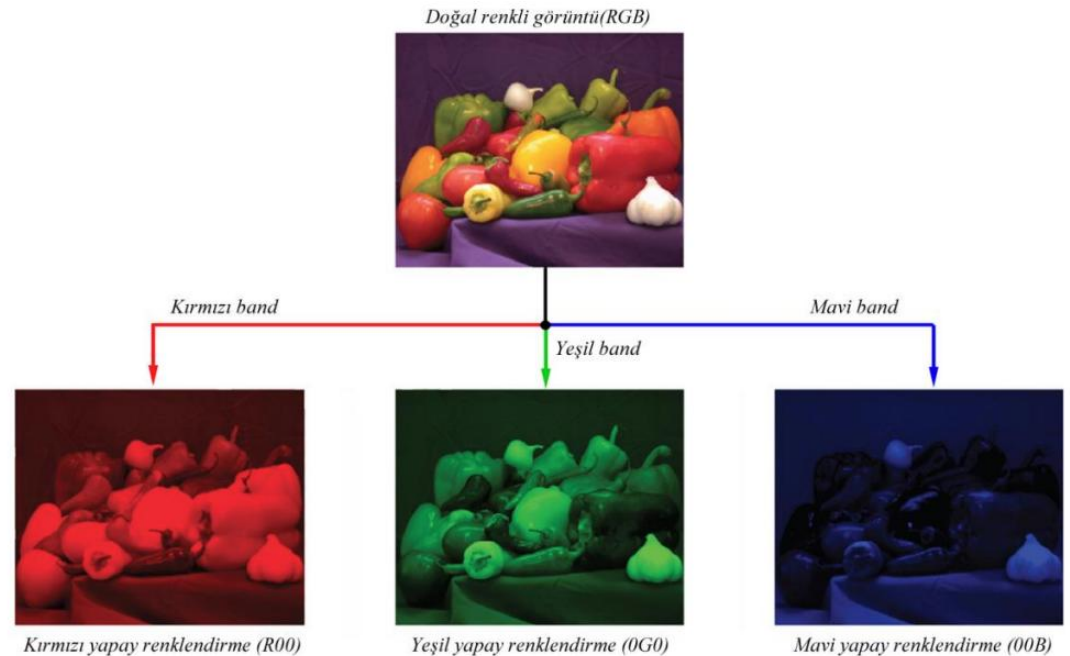 Doğal renkli görüntü(RGB)
Kırmızı band
Mavi band
Yeşil band
Kırmızı yapay renklendirme (R00)
Yeşil yapay renklendirme (0G0)
Mavi yapay renklendirme (00B)